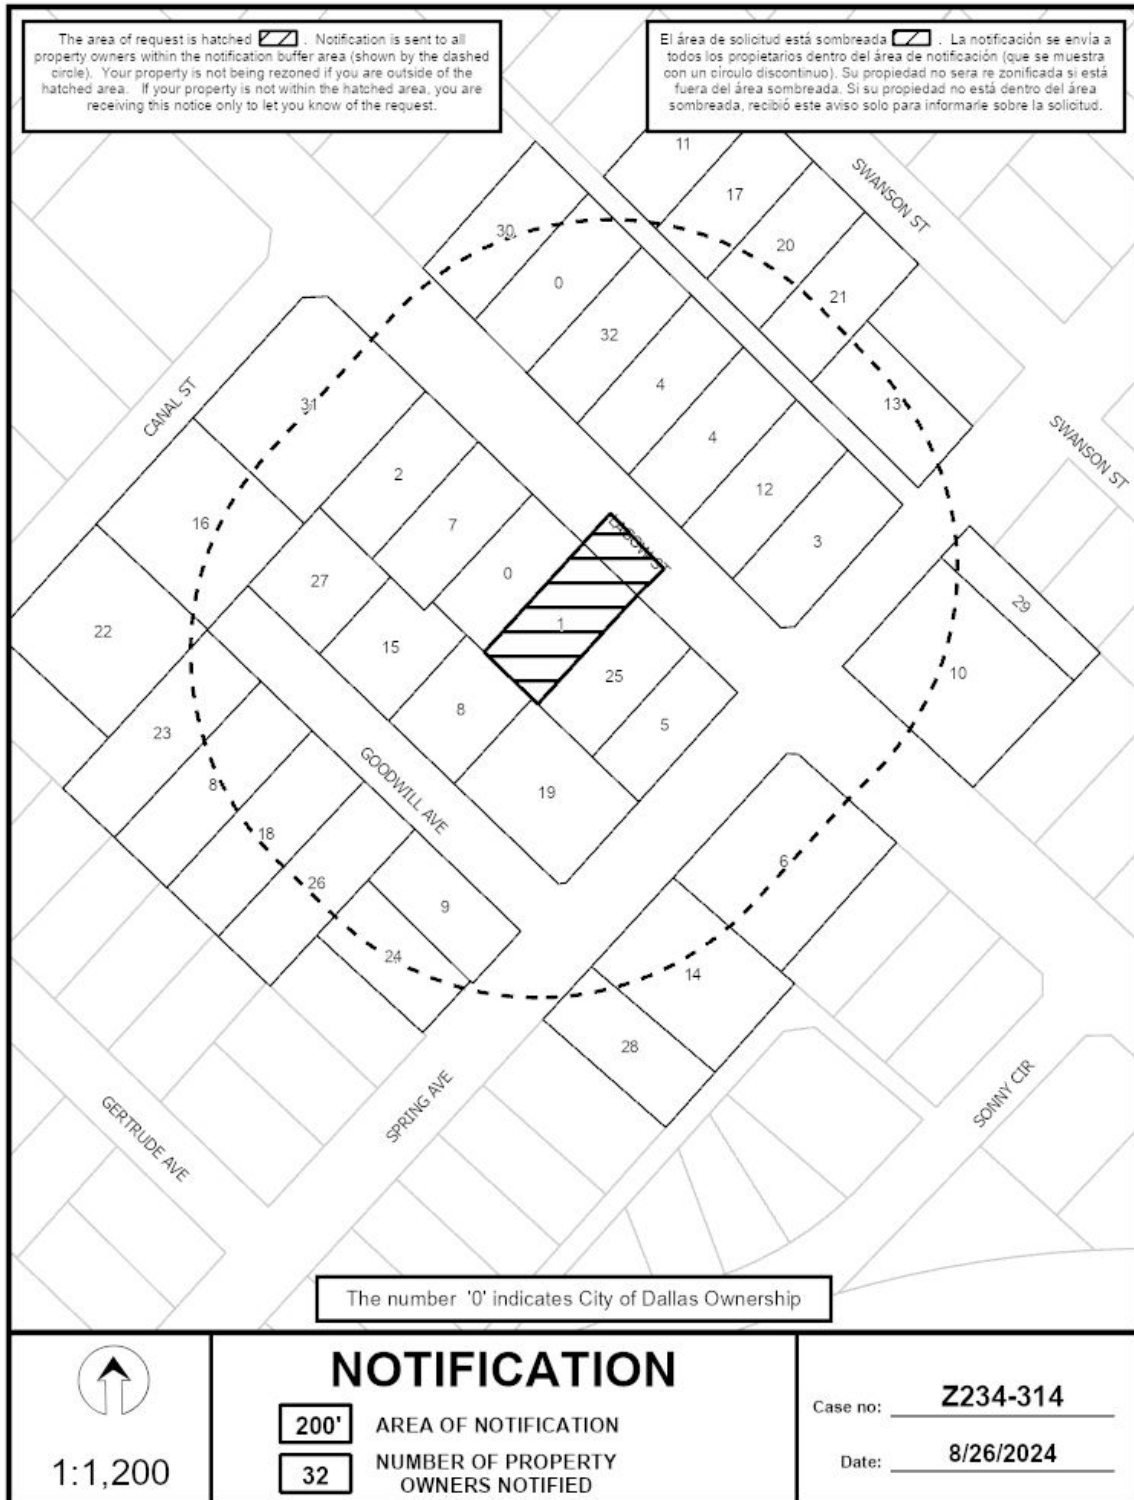 The area of request is hatched . Notification is sent to all
property owners within the notification buffer area (shown by the dashed
circle). Your property is not being rezoned if you are outside of the
hatched area. If your property is not within the hatched area, you are
receiving this notice only to let you know of the request.
El área de solicitud está sombreada . La notificación se envía a
todos los propietarios dentro del área de notificación (que se muestra
con un círculo discontinuo). Su propiedad no sera re zonificada si está
fuera del área sombreada. Si su propiedad no está dentro del área
sombreada, recibió este aviso solo para informarle sobre la solicitud.
11
17
SWANSON ST
30
20
0
21
32
4
13
CANAL ST
31
4
SWANSON ST
2
12
16
7
3
LAGOW ST
0
27
29
1
22
15
25
10
8
5
23
8
GOODWILL AVE
19
18
6
26
9
24
14
28
GERTRUDE AVE
SPRING AVE
SONNY CIR
The number '0' indicates City of Dallas Ownership
1:1,200
NOTIFICATION
200' AREA OF NOTIFICATION
32 NUMBER OF PROPERTY
OWNERS NOTIFIED
Case no: Z234-314
Date: 8/26/2024